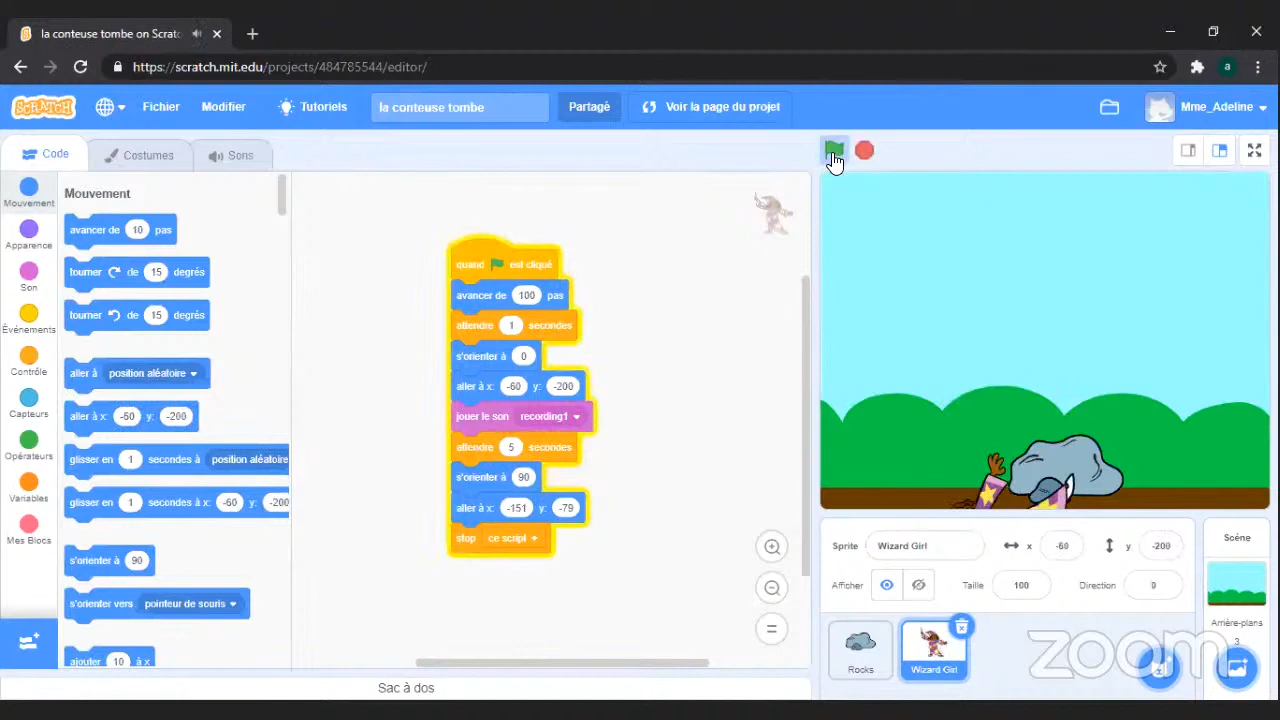 la conteuse tombe on Scratc
https://scratch.mit.edu/projects/484785544/editor/
a
SCRATCH
Fichier
Modifier
Tutoriels
la conteuse tombe
Partagé
Voir la page du projet
Mme_Adeline
Code
Costumes
Sons
Mouvement
Apparence
Son
Événements
Contrôle
Capteurs
Opérateurs
Variables
Mes Blocs
Mouvement
avancer de 10 pas
tourner de 15 degrés
tourner de 15 degrés
aller à position aléatoire
aller à x: -60 y: -200
glisser en 1 secondes à position aléatoire
glisser en 1 secondes à x: -60 y: -200
s'orienter à 90
s'orienter vers pointeur de souris
ajouter 10 à x
quand est cliqué
avancer de 100 pas
attendre 1 secondes
s'orienter à 0
aller à x: -60 y: -200
jouer le son recording1
attendre 5 secondes
s'orienter à 90
aller à x: -151 y: -79
stop ce script
Sac à dos
Sprite Wizard Girl x -60 y -200
Afficher Taille 100 Direction 0
Rocks
Wizard Girl
Scène
Arrière-plans
3
zoom